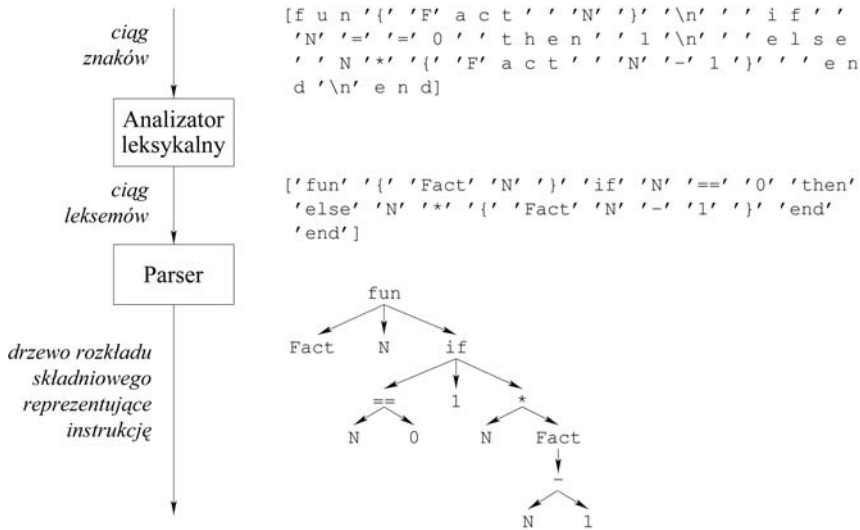 ciąg
znaków
[f u n '{' 'F' a c t ' ' 'N' '}' '\n' ' ' i f ' '
'N' '=' '=' 0 ' ' t h e n ' ' 1 '\n' ' ' e l s e
' ' N '*' '{' 'F' a c t ' ' 'N' '-' 1 '}' ' ' e n
d '\n' e n d]
Analizator
leksykalny
ciąg
leksemów
['fun' '{' 'Fact' 'N' '}' 'if' 'N' '==' '0' 'then'
'else' 'N' '*' '{' 'Fact' 'N' '-' '1' '}' 'end'
'end']
Parser
drzewo rozkładu
składniowego
reprezentujące
instrukcję
fun
Fact N if
== 1 *
N 0 N Fact
-
N 1